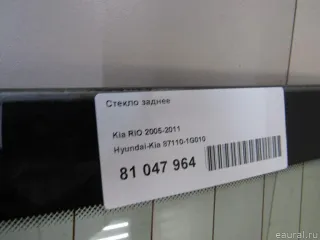 Стекло заднее
Kia RIO 2005-2011
Hyundai-Kia 87110-1G010
81 047 964
eaural.ru